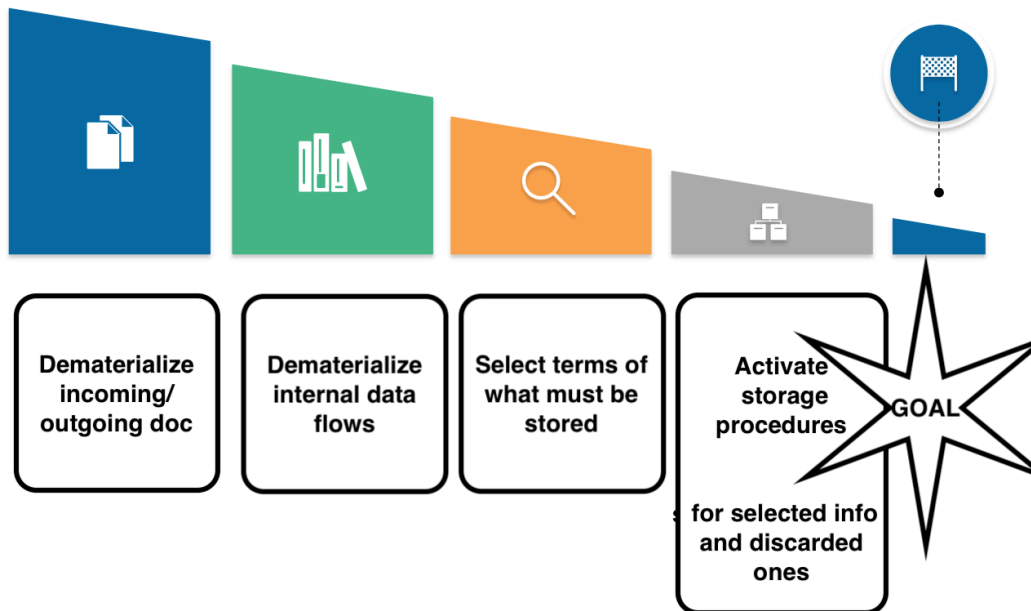 Dematerialize
incoming/
outgoing doc
Dematerialize
internal data
flows
Select terms of
what must be
stored
Activate
storage
procedures
s for selected info
and discarded
ones
GOAL